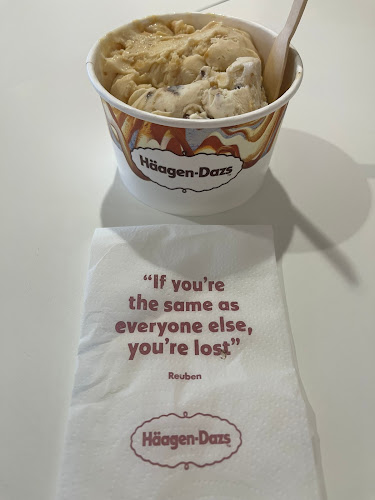 Häagen-Dazs
“If you’re
the same as
everyone else,
you’re lost”
Reuben
Häagen-Dazs